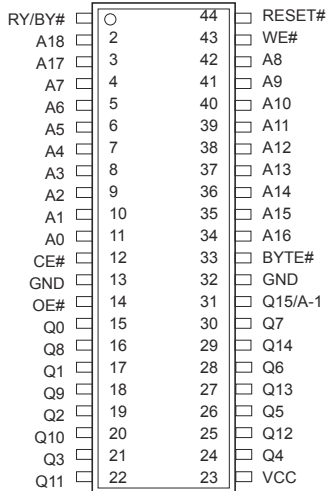 RY/BY# 44 RESET#
A18 2 43 WE#
A17 3 42 A8
A7 4 41 A9
A6 5 40 A10
A5 6 39 A11
A4 7 38 A12
A3 8 37 A13
A2 9 36 A14
A1 10 35 A15
A0 11 34 A16
CE# 12 33 BYTE#
GND 13 32 GND
OE# 14 31 Q15/A-1
Q0 15 30 Q7
Q8 16 29 Q14
Q1 17 28 Q6
Q9 18 27 Q13
Q2 19 26 Q5
Q10 20 25 Q12
Q3 21 24 Q4
Q11 22 23 VCC